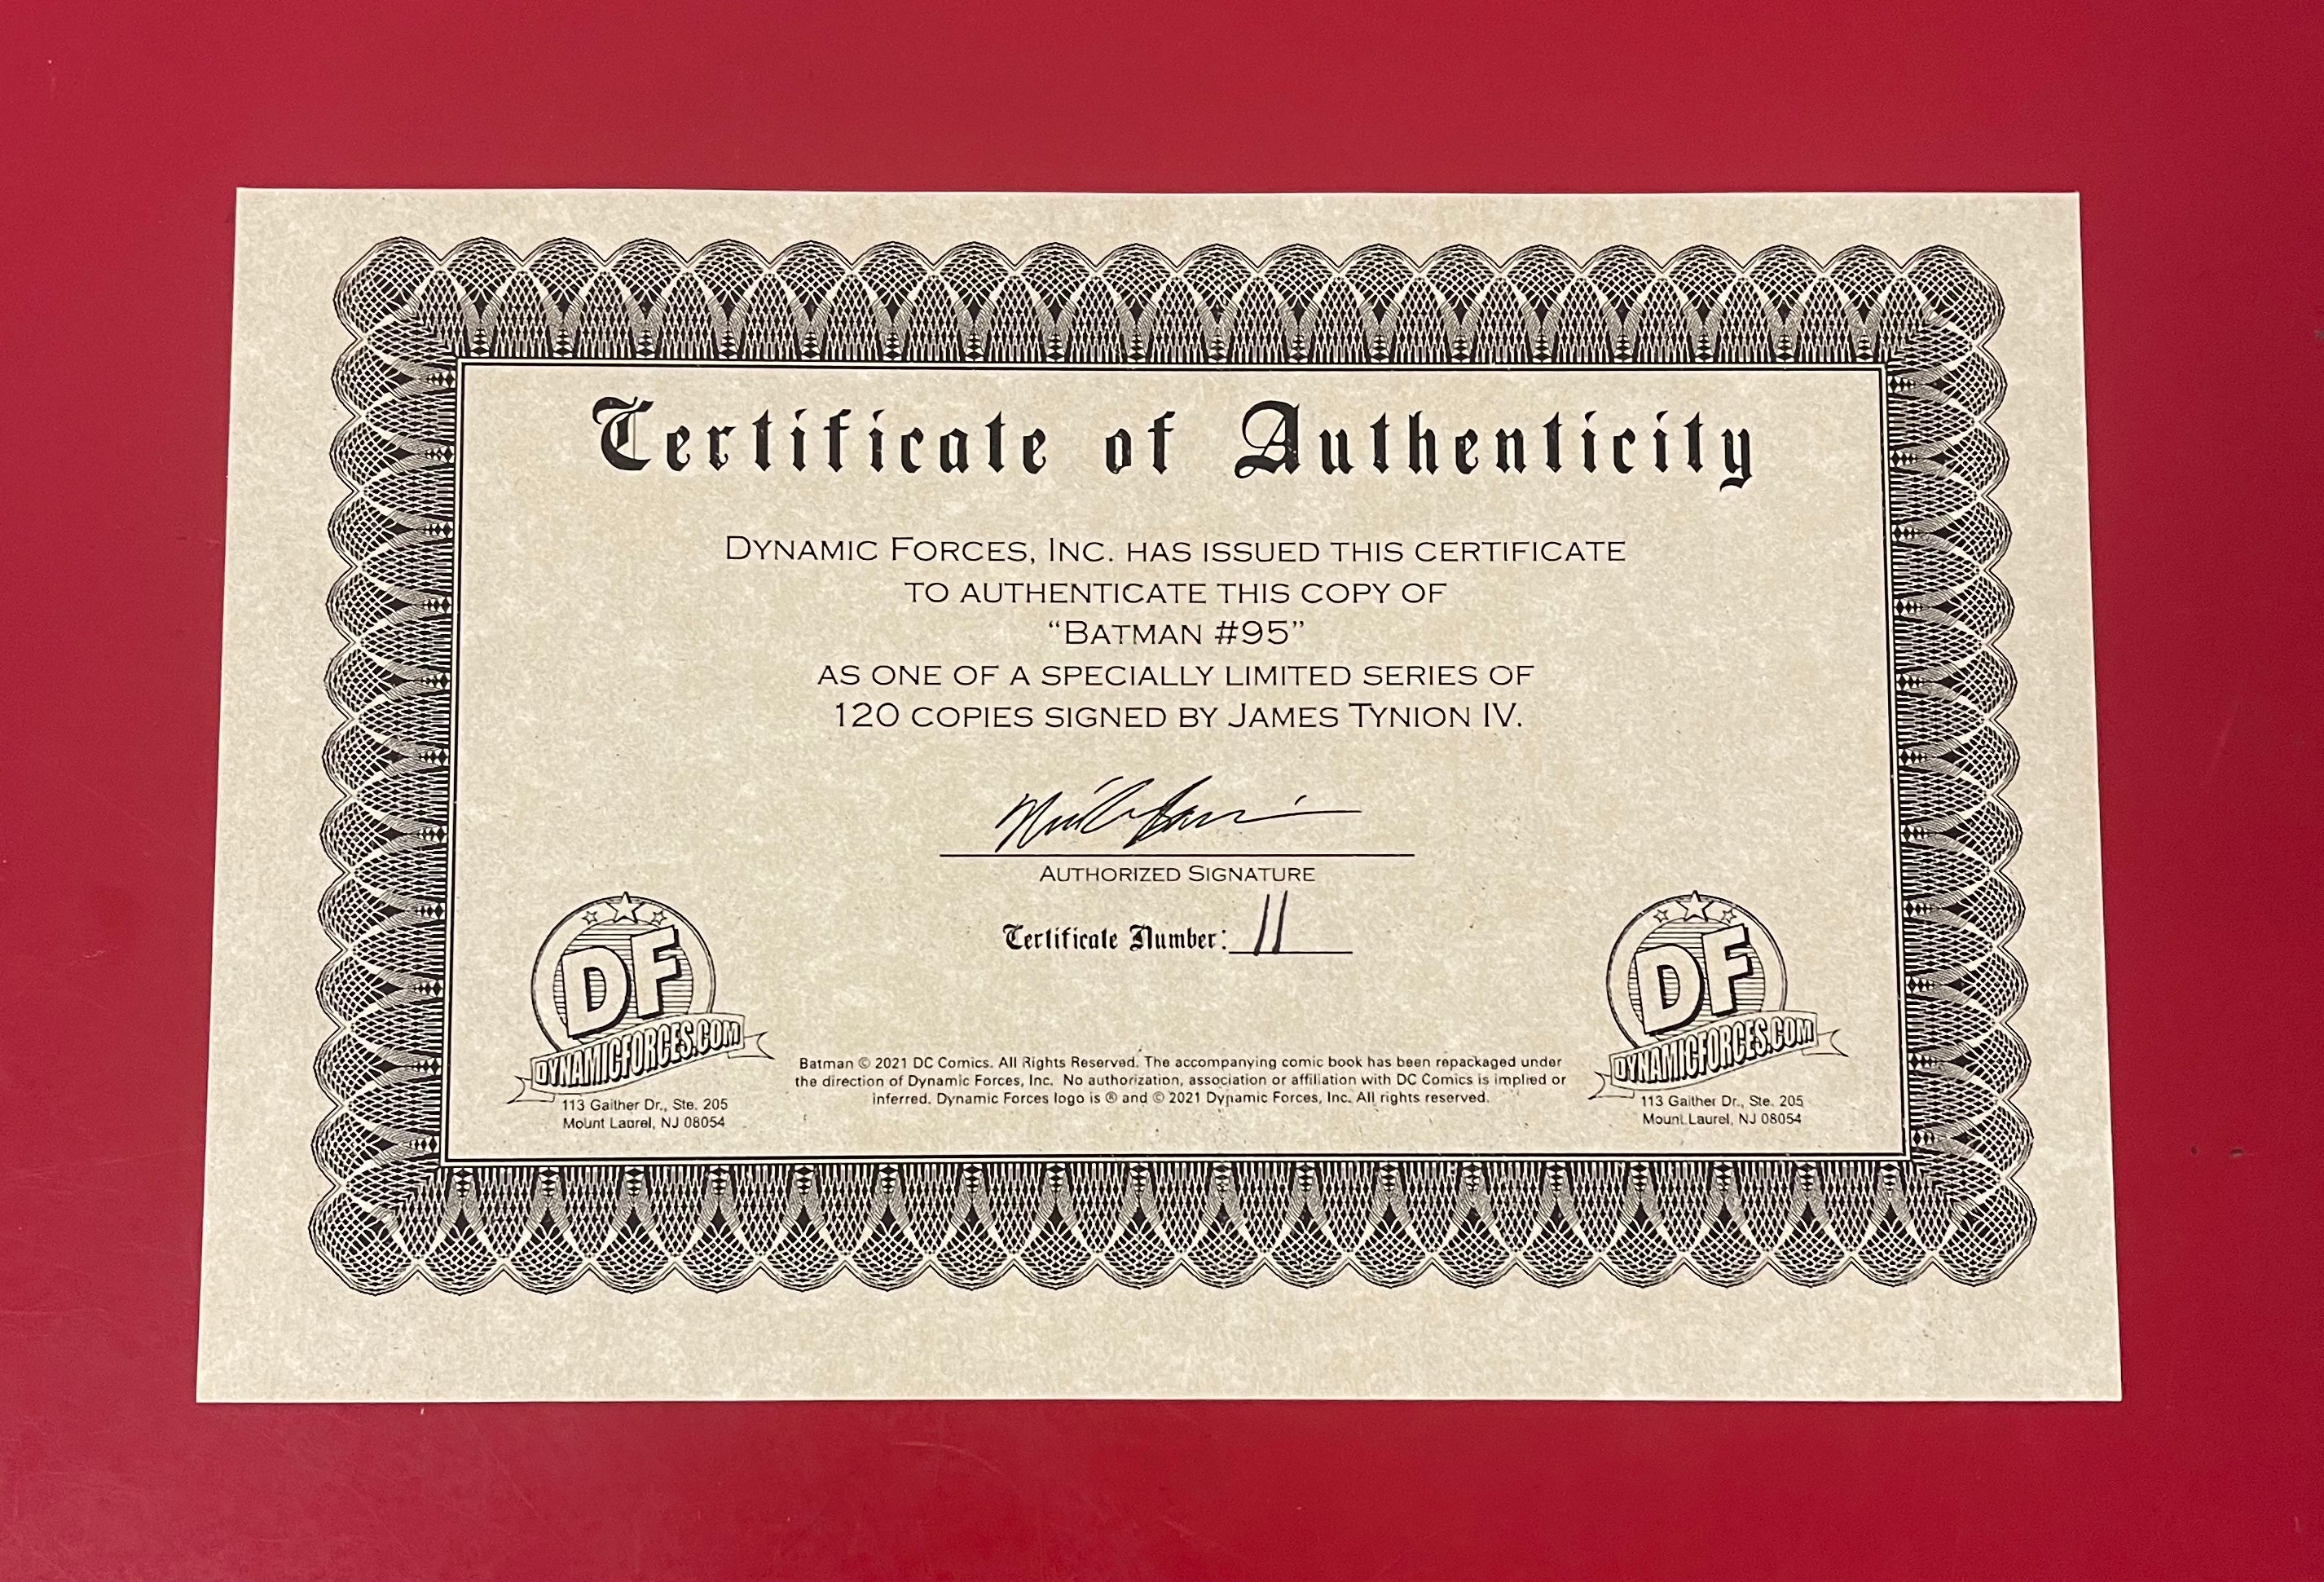 Certificate of Authenticity
DYNAMIC FORCES, INC. HAS ISSUED THIS CERTIFICATE
TO AUTHENTICATE THIS COPY OF
“BATMAN #95”
AS ONE OF A SPECIALLY LIMITED SERIES OF
120 COPIES SIGNED BY JAMES TYNION IV.
AUTHORIZED SIGNATURE
Certificate Number: 11
DF
DYNAMICFORCES.COM
113 Gaither Dr., Ste. 205
Mount Laurel, NJ 08054
Batman © 2021 DC Comics. All Rights Reserved. The accompanying comic book has been repackaged under
the direction of Dynamic Forces, Inc. No authorization, association or affiliation with DC Comics is implied or
inferred. Dynamic Forces logo is ® and © 2021 Dynamic Forces, Inc. All rights reserved.
DF
DYNAMICFORCES.COM
113 Gaither Dr., Ste. 205
Mount Laurel, NJ 08054